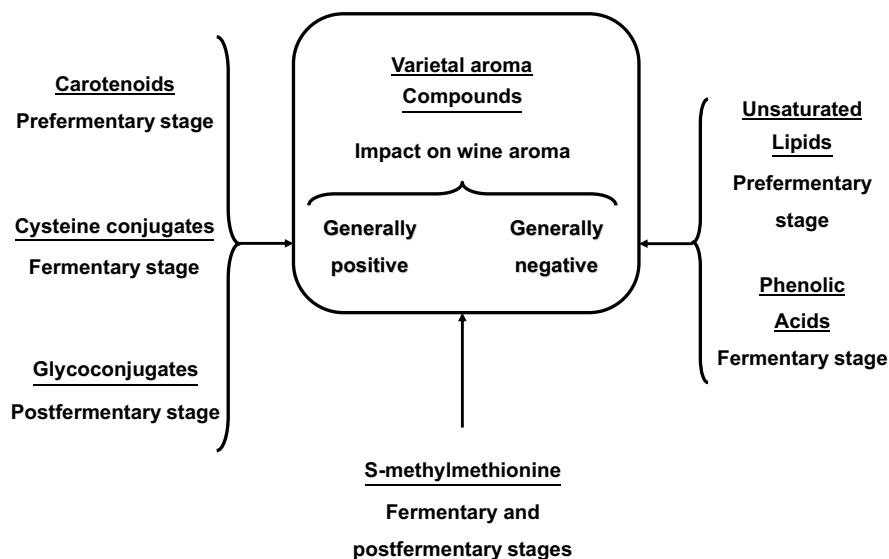 Carotenoids
Prefermentary stage
Cysteine conjugates
Fermentary stage
Glycoconjugates
Postfermentary stage
Varietal aroma
Compounds
Impact on wine aroma
Generally
positive
Generally
negative
Unsaturated
Lipids
Prefermentary
stage
Phenolic
Acids
Fermentary stage
S-methylmethionine
Fermentary and
postfermentary stages